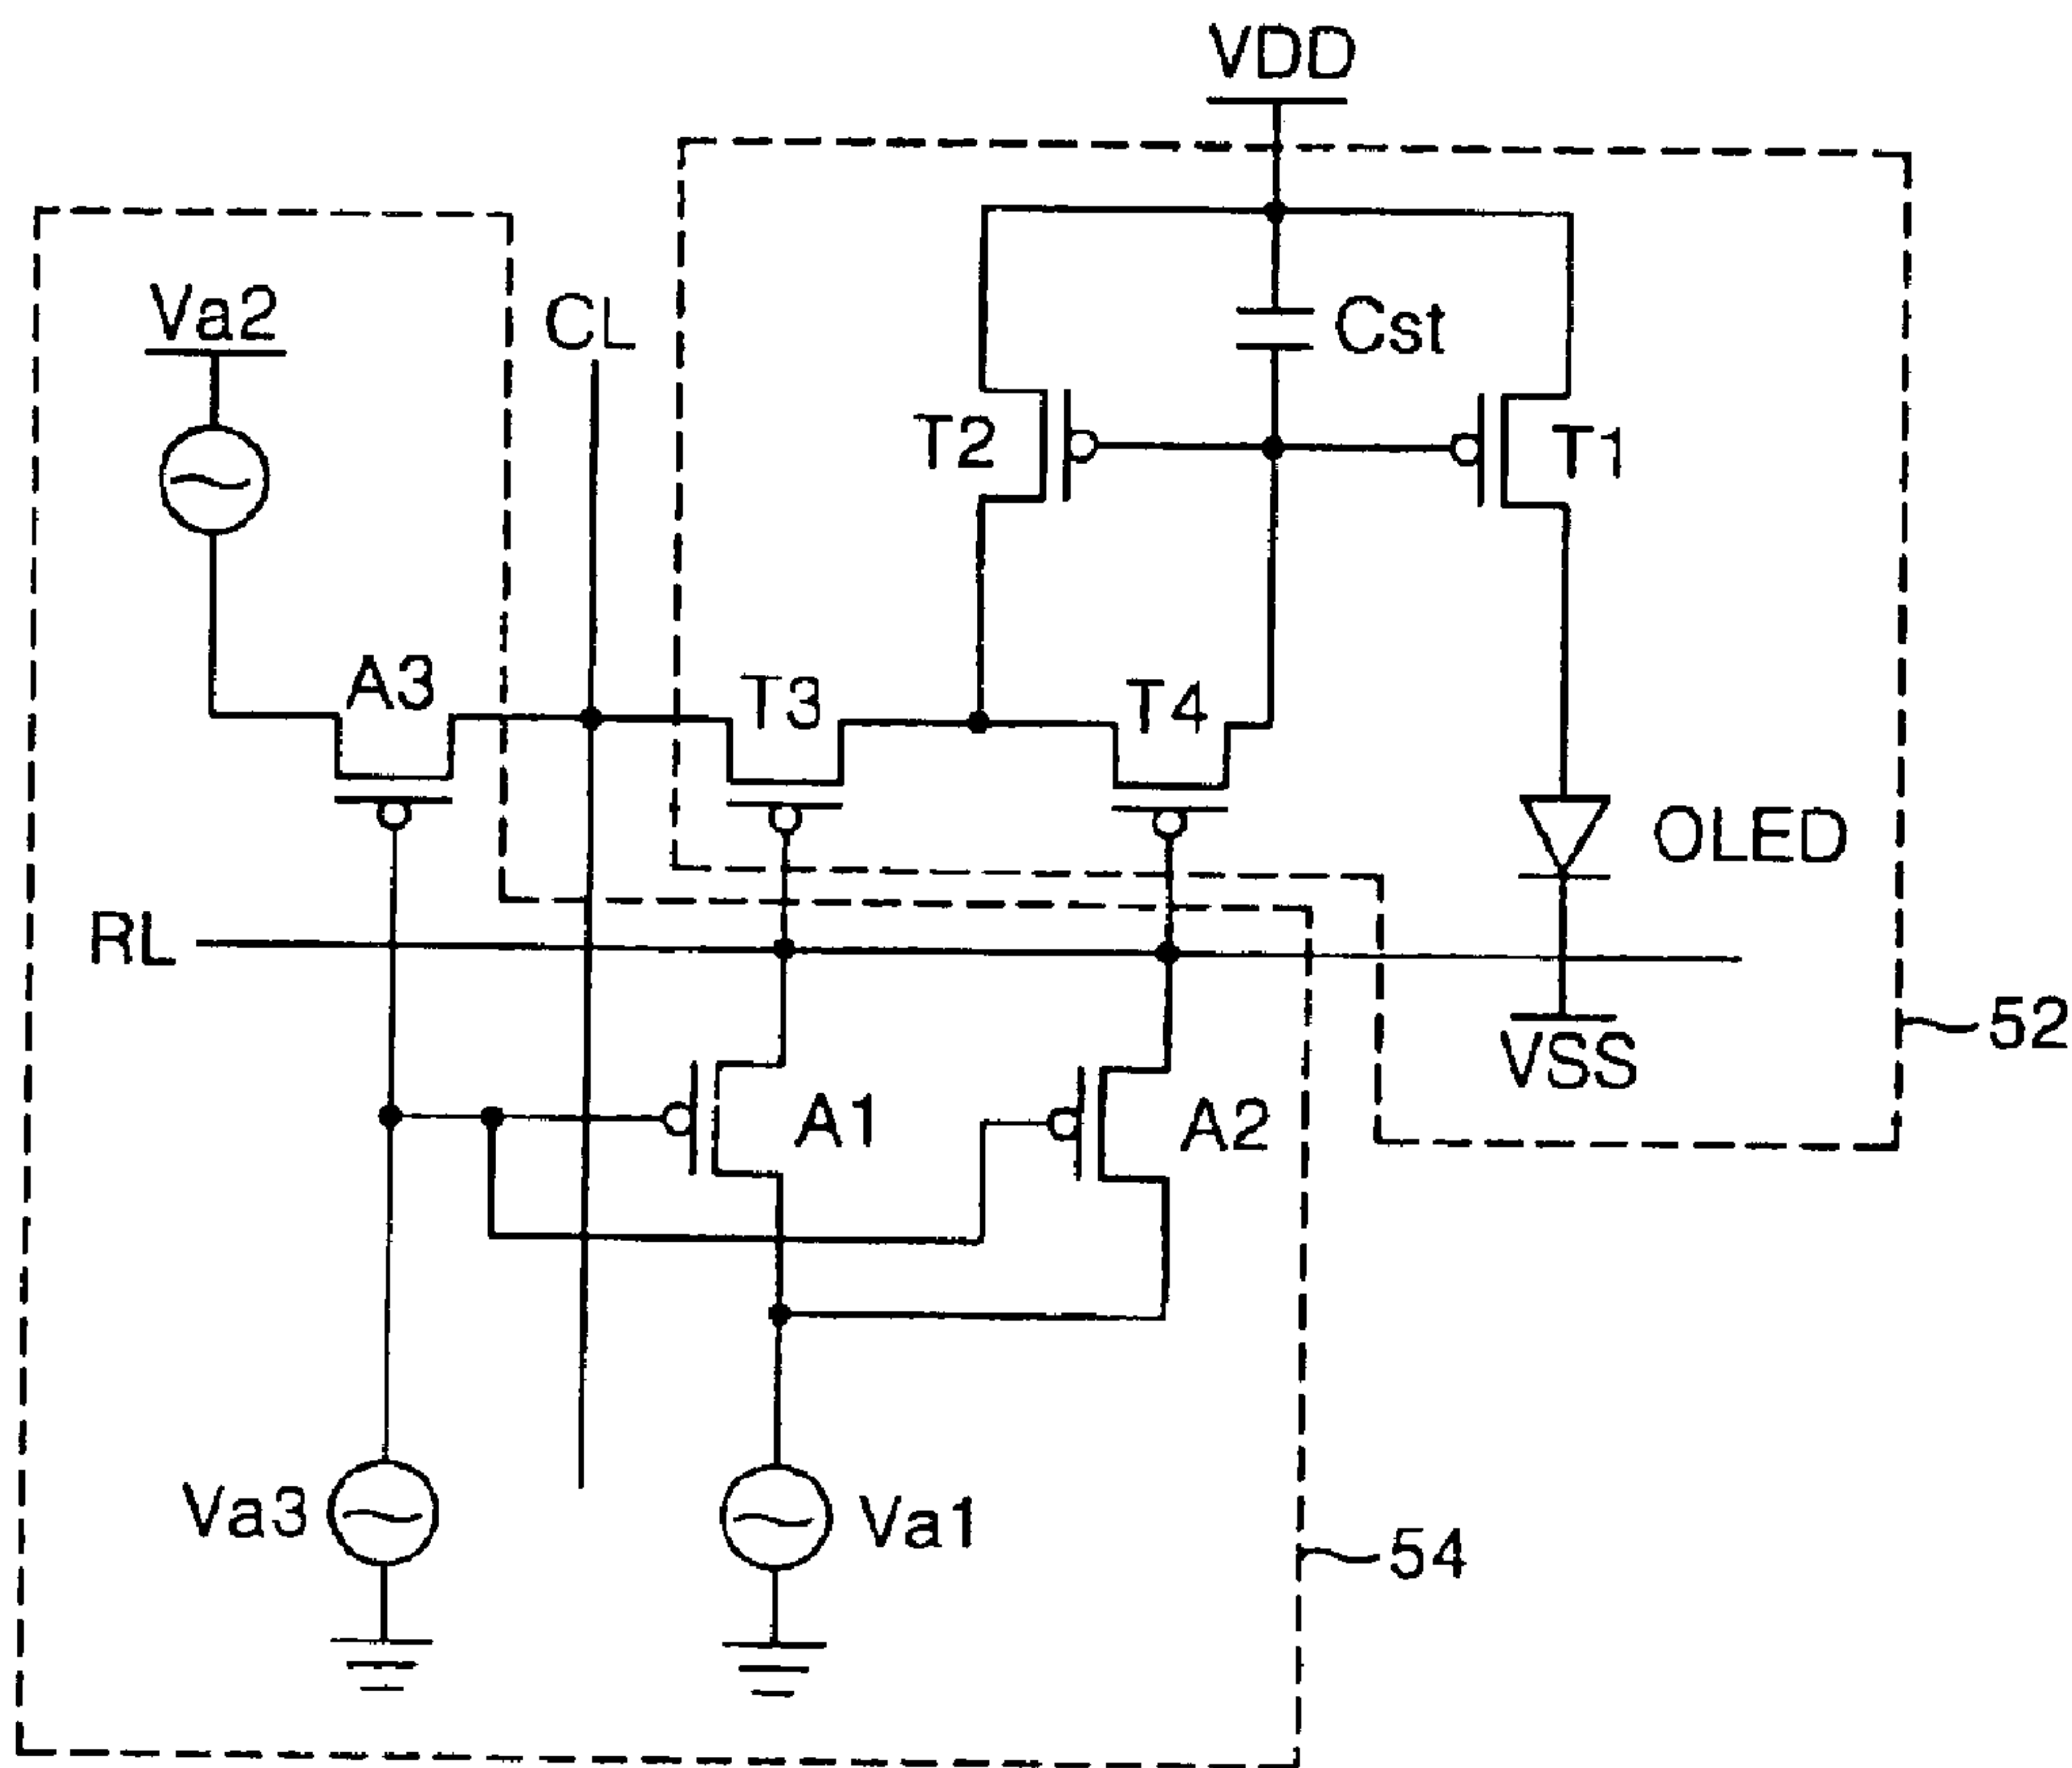 VDD
Va2
CL
Cst
T2
T1
A3
T3
T4
OLED
RL
52
VSS
A1
A2
Va3
Va1
54